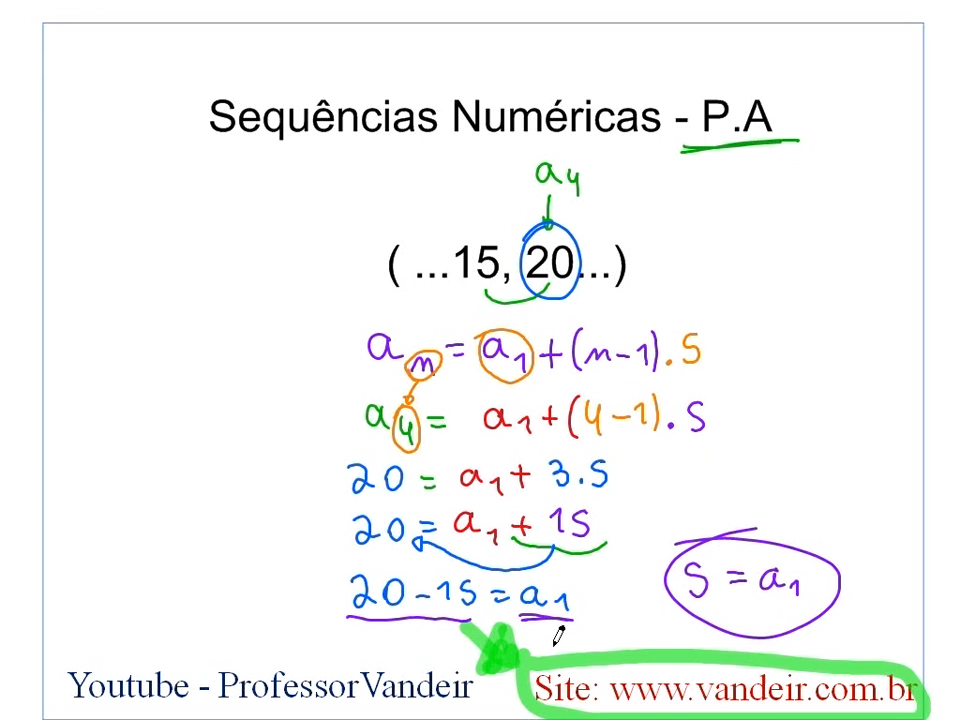 Sequências Numéricas - P.A
a4
( ...15, 20...)
an = a1 + (n-1) . 5
a4 = a1 + (4-1) . 5
20 = a1 + 3.5
20 = a1 + 15
20 - 15 = a1
5 = a1
Youtube - ProfessorVandeir
Site: www.vandeir.com.br